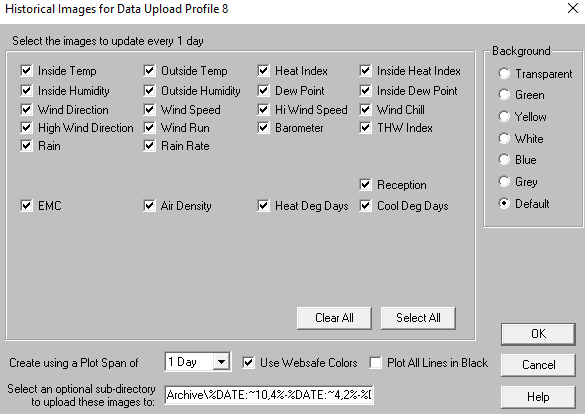 Historical Images for Data Upload Profile 8
Select the images to update every 1 day
Inside Temp Outside Temp Heat Index Inside Heat Index
Inside Humidity Outside Humidity Dew Point Inside Dew Point
Wind Direction Wind Speed Hi Wind Speed Wind Chill
High Wind Direction Wind Run Barometer THW Index
Rain Rain Rate
Reception
EMC Air Density Heat Deg Days Cool Deg Days
Clear All Select All
Background
Transparent
Green
Yellow
White
Blue
Grey
Default
Create using a Plot Span of 1 Day Use Websafe Colors Plot All Lines in Black
Select an optional sub-directory
to upload these images to: Archive\%DATE:~10,4%-%DATE:~4,2%-%D
OK
Cancel
Help